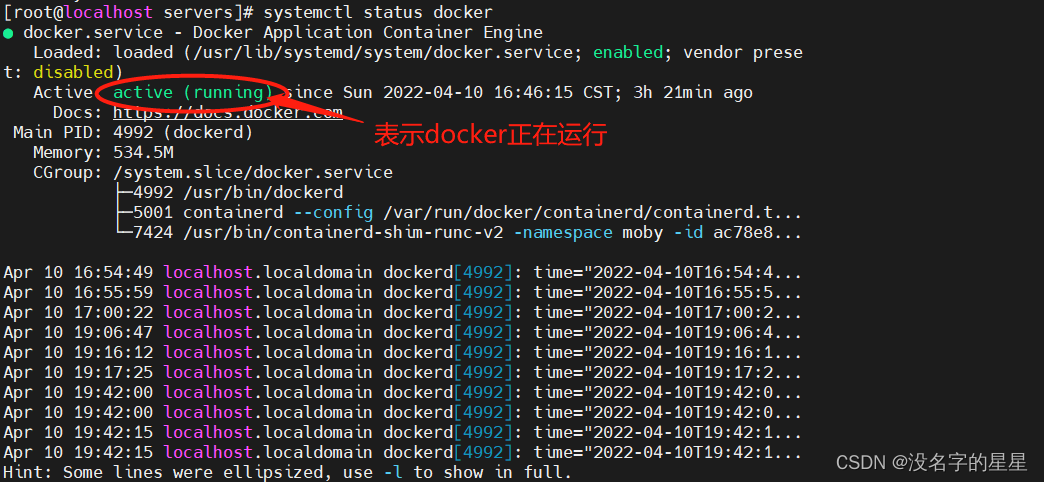 [root@localhost servers]# systemctl status docker
● docker.service - Docker Application Container Engine
   Loaded: loaded (/usr/lib/systemd/system/docker.service; enabled; vendor prese
t: disabled)
   Active: active (running) since Sun 2022-04-10 16:46:15 CST; 3h 21min ago
     Docs: https://docs.docker.com
表示docker正在运行
 Main PID: 4992 (dockerd)
   Memory: 534.5M
   CGroup: /system.slice/docker.service
           ├─4992 /usr/bin/dockerd
           ├─5001 containerd --config /var/run/docker/containerd/containerd.t...
           └─7424 /usr/bin/containerd-shim-runc-v2 -namespace moby -id ac78e8...

Apr 10 16:54:49 localhost.localdomain dockerd[4992]: time="2022-04-10T16:54:4...
Apr 10 16:55:59 localhost.localdomain dockerd[4992]: time="2022-04-10T16:55:5...
Apr 10 17:00:22 localhost.localdomain dockerd[4992]: time="2022-04-10T17:00:2...
Apr 10 19:06:47 localhost.localdomain dockerd[4992]: time="2022-04-10T19:06:4...
Apr 10 19:16:12 localhost.localdomain dockerd[4992]: time="2022-04-10T19:16:1...
Apr 10 19:17:25 localhost.localdomain dockerd[4992]: time="2022-04-10T19:17:2...
Apr 10 19:42:00 localhost.localdomain dockerd[4992]: time="2022-04-10T19:42:0...
Apr 10 19:42:00 localhost.localdomain dockerd[4992]: time="2022-04-10T19:42:0...
Apr 10 19:42:15 localhost.localdomain dockerd[4992]: time="2022-04-10T19:42:1...
Apr 10 19:42:15 localhost.localdomain dockerd[4992]: time="2022-04-10T19:42:1...
Hint: Some lines were ellipsized, use -l to show in full.
CSDN @没名字的星星